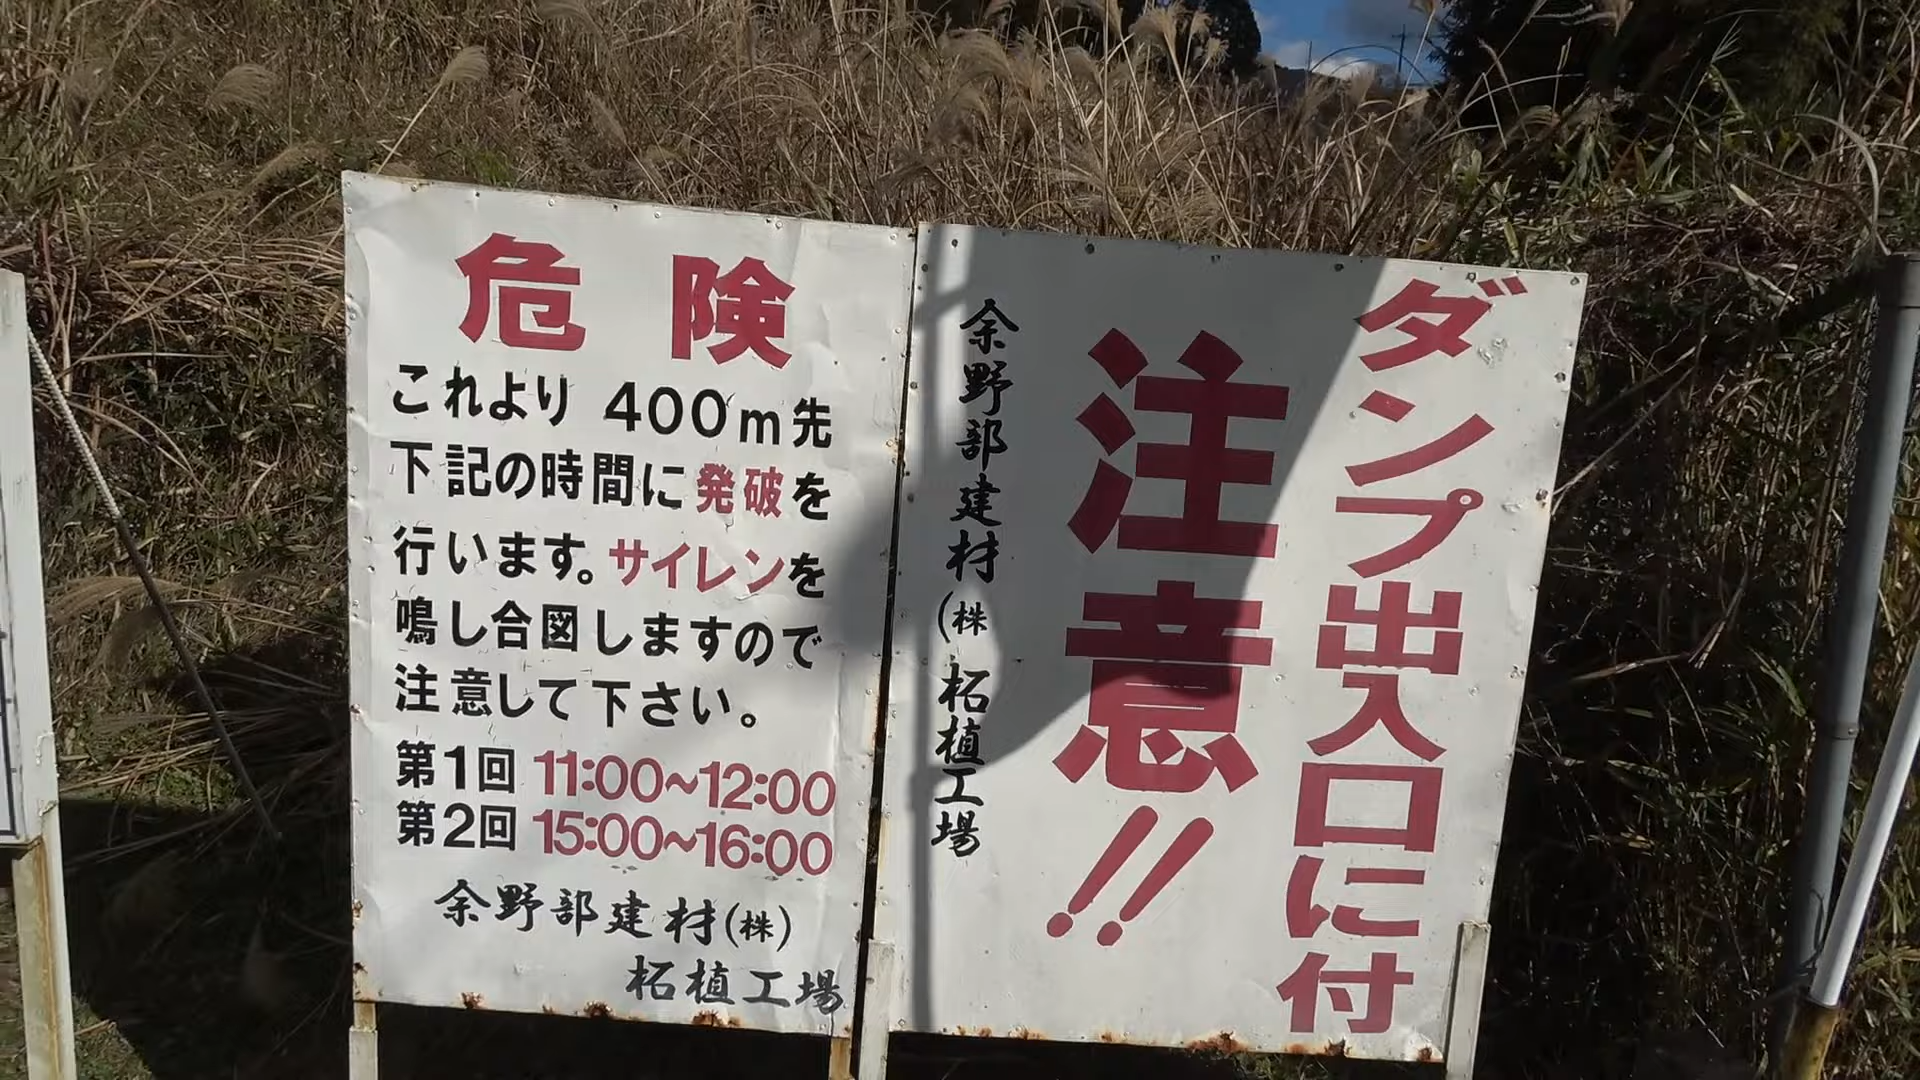 危険
これより 400m先
下記の時間に発破を
行います。サイレンを
鳴し合図しますので
注意して下さい。
第1回 11:00~12:00
第2回 15:00~16:00
余野部建材(株)
柘植工場
ダンプ出入口に付
注意!!
余野部建材(株)柘植工場